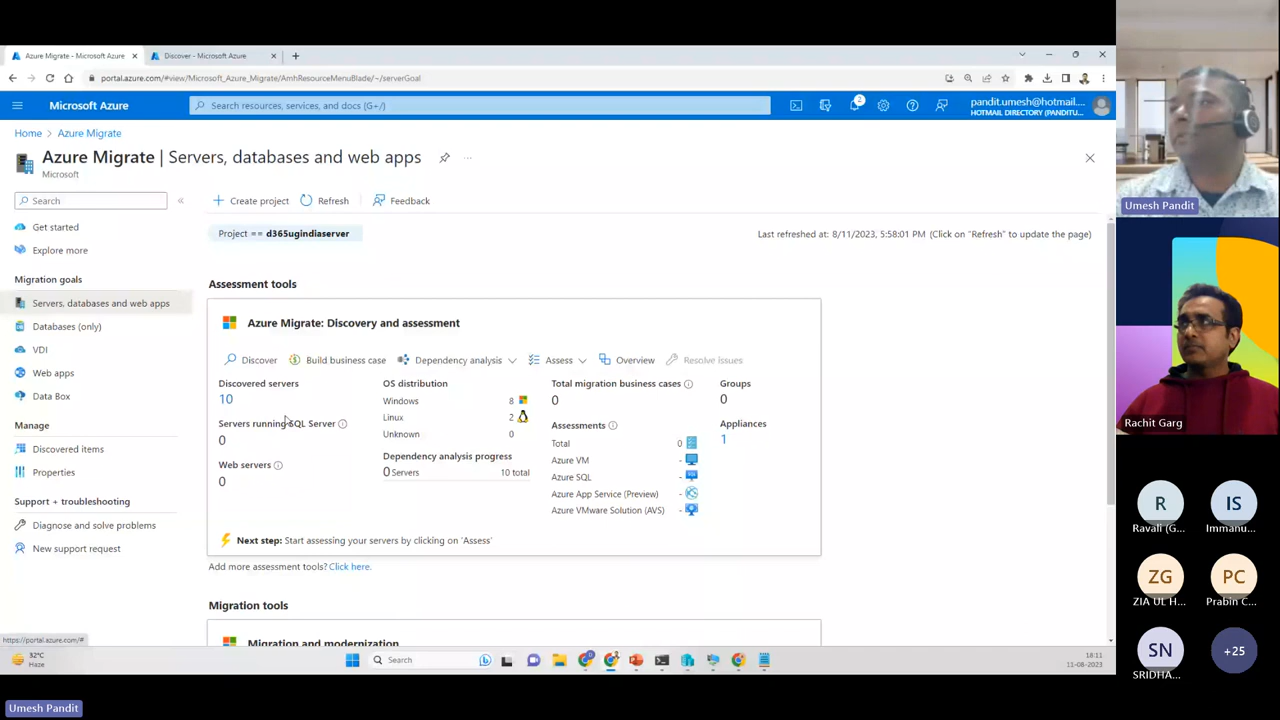 Azure Migrate - Microsoft Azure
Discover - Microsoft Azure
portal.azure.com/#view/Microsoft_Azure_Migrate/AmhResourceMenuBlade/~/serverGoal
Microsoft Azure
Search resources, services, and docs (G+/)
2
pandit.umesh@hotmail....
HOTMAIL DIRECTORY (PANDITU...
Home > Azure Migrate
Azure Migrate | Servers, databases and web apps
Microsoft
Search
Create project
Refresh
Feedback
Get started
Explore more
Migration goals
Servers, databases and web apps
Databases (only)
VDI
Web apps
Data Box
Manage
Discovered items
Properties
Support + troubleshooting
Diagnose and solve problems
New support request
Project == d365ugindiaserver
Last refreshed at: 8/11/2023, 5:58:01 PM (Click on "Refresh" to update the page)
Assessment tools
Azure Migrate: Discovery and assessment
Discover
Build business case
Dependency analysis
Assess
Overview
Resolve issues
Discovered servers
10
Servers running SQL Server
0
Web servers
0
OS distribution
Windows 8
Linux 2
Unknown 0
Dependency analysis progress
0 Servers 10 total
Total migration business cases
0
Assessments
Total 0
Azure VM -
Azure SQL -
Azure App Service (Preview) -
Azure VMware Solution (AVS) -
Groups
0
Appliances
1
Next step: Start assessing your servers by clicking on 'Assess'
Add more assessment tools? Click here.
Migration tools
Migration and modernization
https://portal.azure.com/#
32°C
Haze
Search
18:11
11-08-2023
Umesh Pandit
Umesh Pandit
Rachit Garg
R
Ravali (G...
IS
Immanu...
ZG
ZIA UL H...
PC
Prabin C...
SN
SRIDHA...
+25